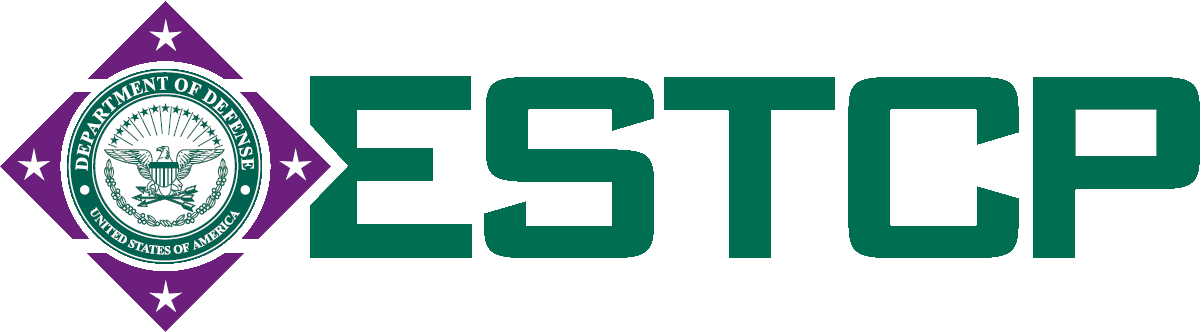 DEPARTMENT OF DEFENSE
UNITED STATES OF AMERICA
ESTCP